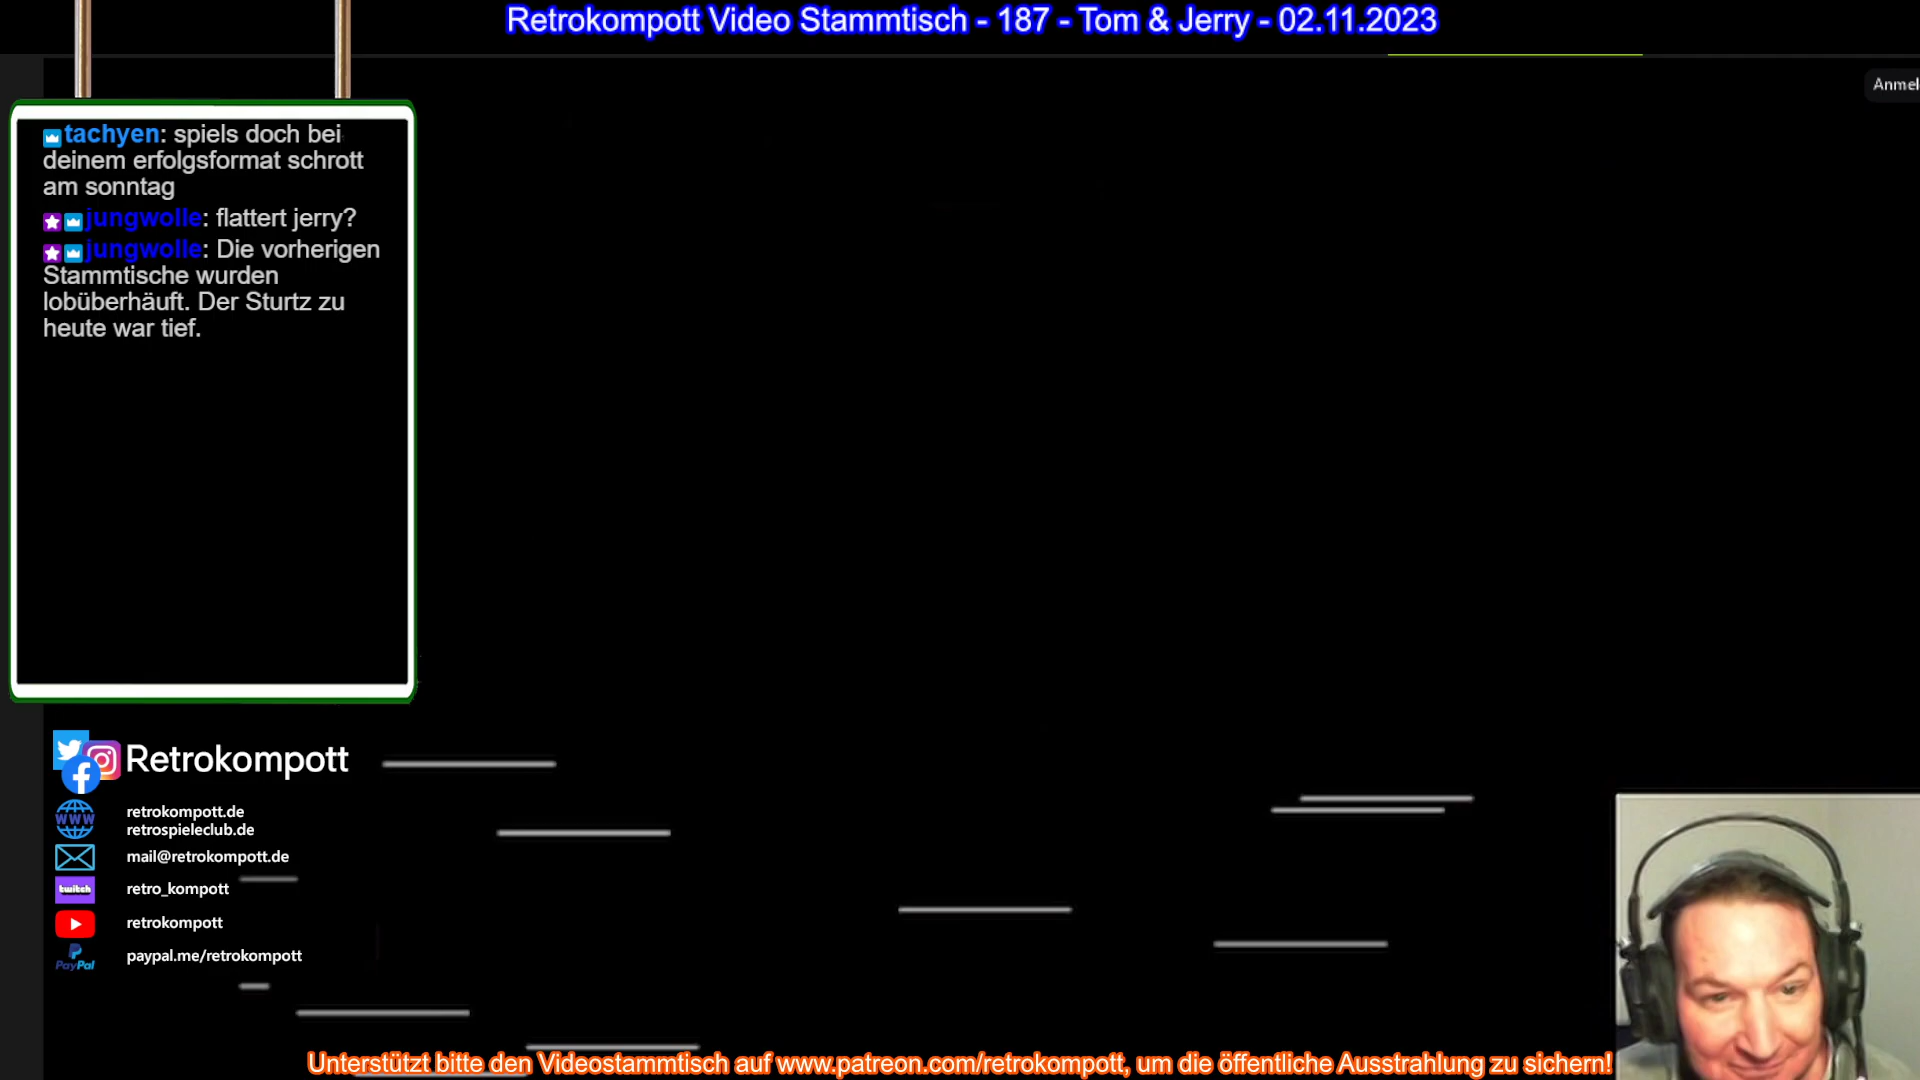 Retrokompott Video Stammtisch - 187 - Tom & Jerry - 02.11.2023
tachyen: spiels doch bei
deinem erfolgsformat schrott
am sonntag
jungwolle: flattert jerry?
jungwolle: Die vorherigen
Stammtische wurden
lobüberhäuft. Der Sturtz zu
heute war tief.
Anmel
Retrokompott
WWW
retrokompott.de
retrospieleclub.de
mail@retrokompott.de
twitch
retro_kompott
retrokompott
PayPal
paypal.me/retrokompott
Unterstützt bitte den Videostammtisch auf www.patreon.com/retrokompott, um die öffentliche Ausstrahlung zu sichern!